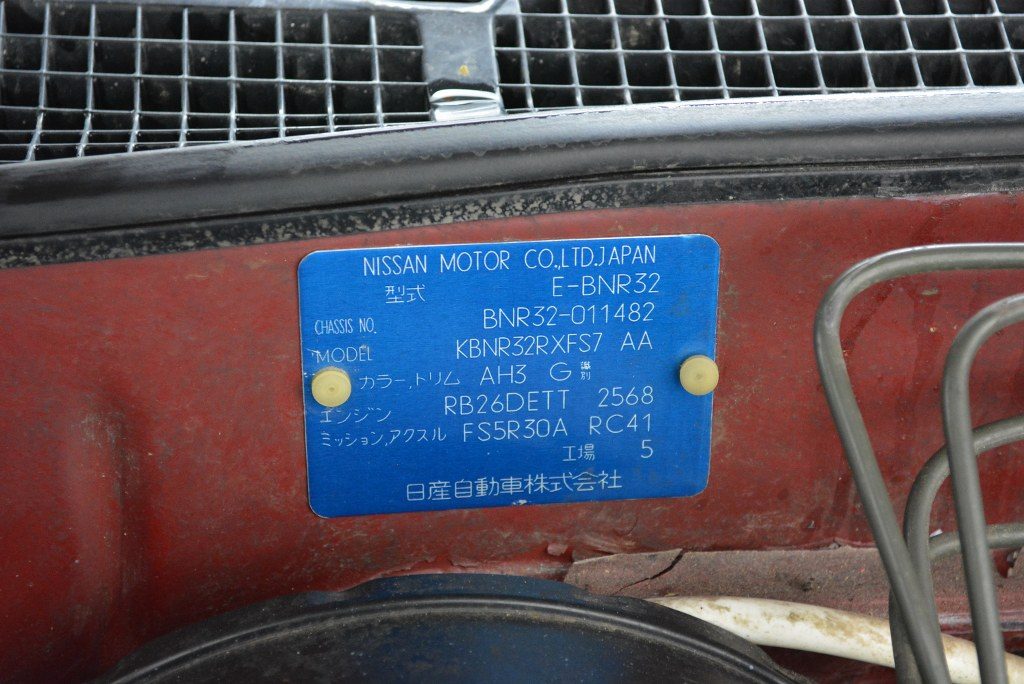 NISSAN MOTOR CO.,LTD.JAPAN
型式 E-BNR32
CHASSIS NO. BNR32-011482
MODEL KBNR32RXFS7 AA
カラー,トリム AH3 G 識別
エンジン RB26DETT 2568
ミッション,アクスル FS5R30A RC41
工場 5
日産自動車株式会社